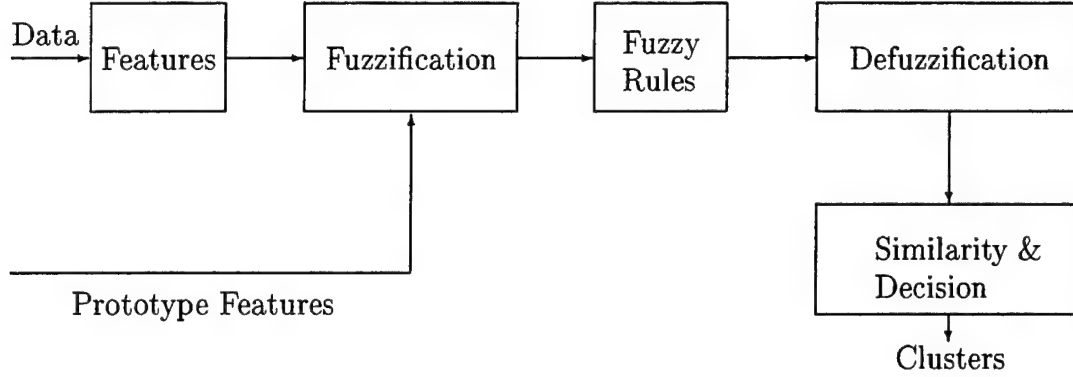 Data
Features
Fuzzification
Fuzzy
Rules
Defuzzification
Similarity &
Decision
Prototype Features
Clusters